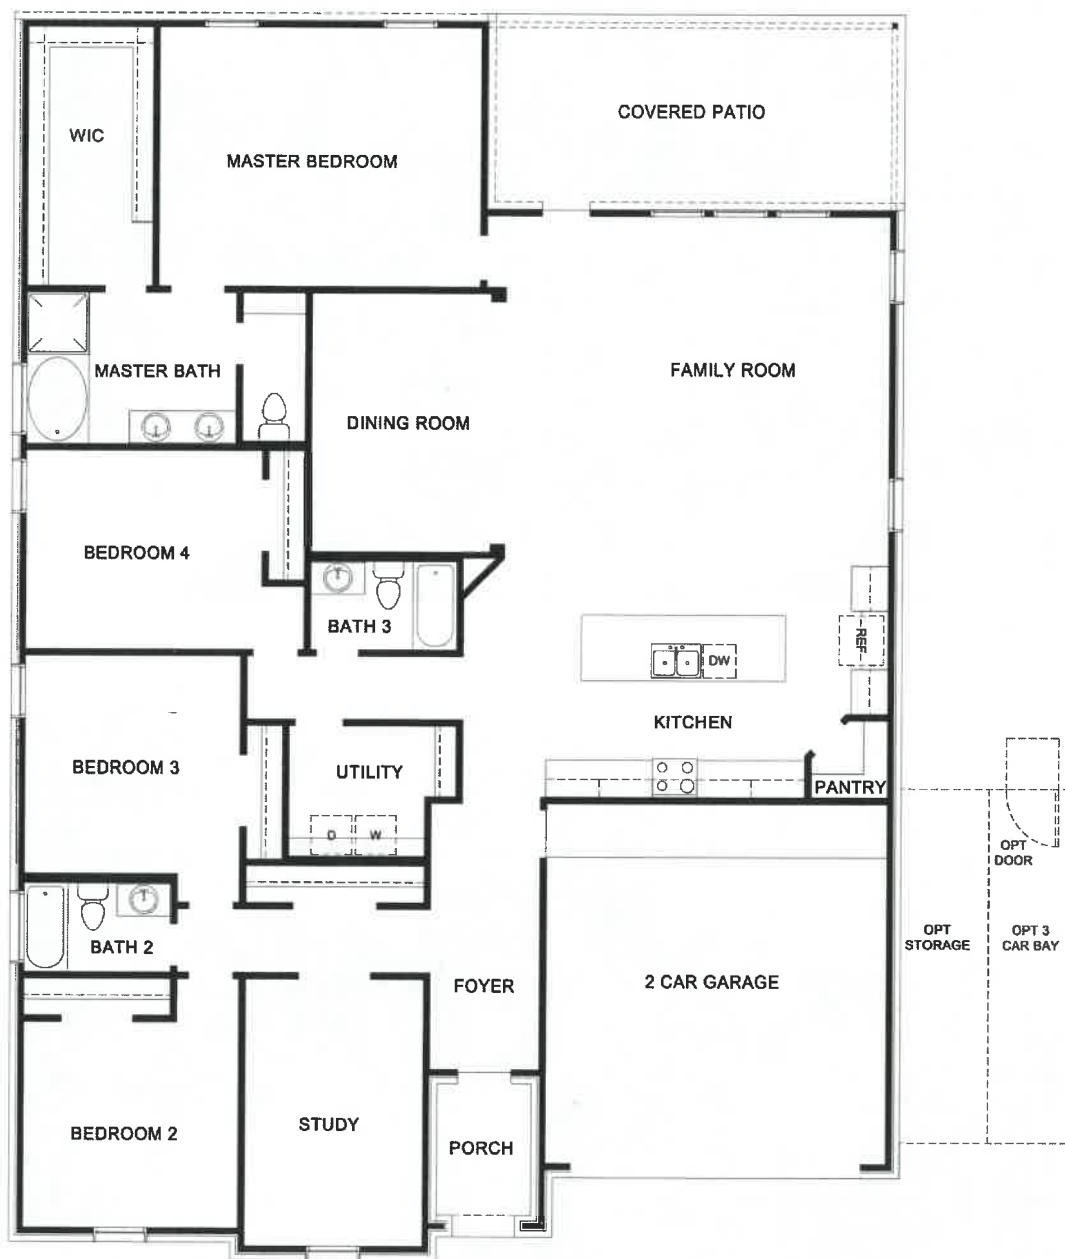 COVERED PATIO
WIC
MASTER BEDROOM
MASTER BATH
FAMILY ROOM
DINING ROOM
BEDROOM 4
BATH 3
REF
DW
KITCHEN
BEDROOM 3
UTILITY
PANTRY
D
W
OPT
DOOR
BATH 2
OPT
STORAGE
OPT 3
CAR BAY
FOYER
2 CAR GARAGE
BEDROOM 2
STUDY
PORCH